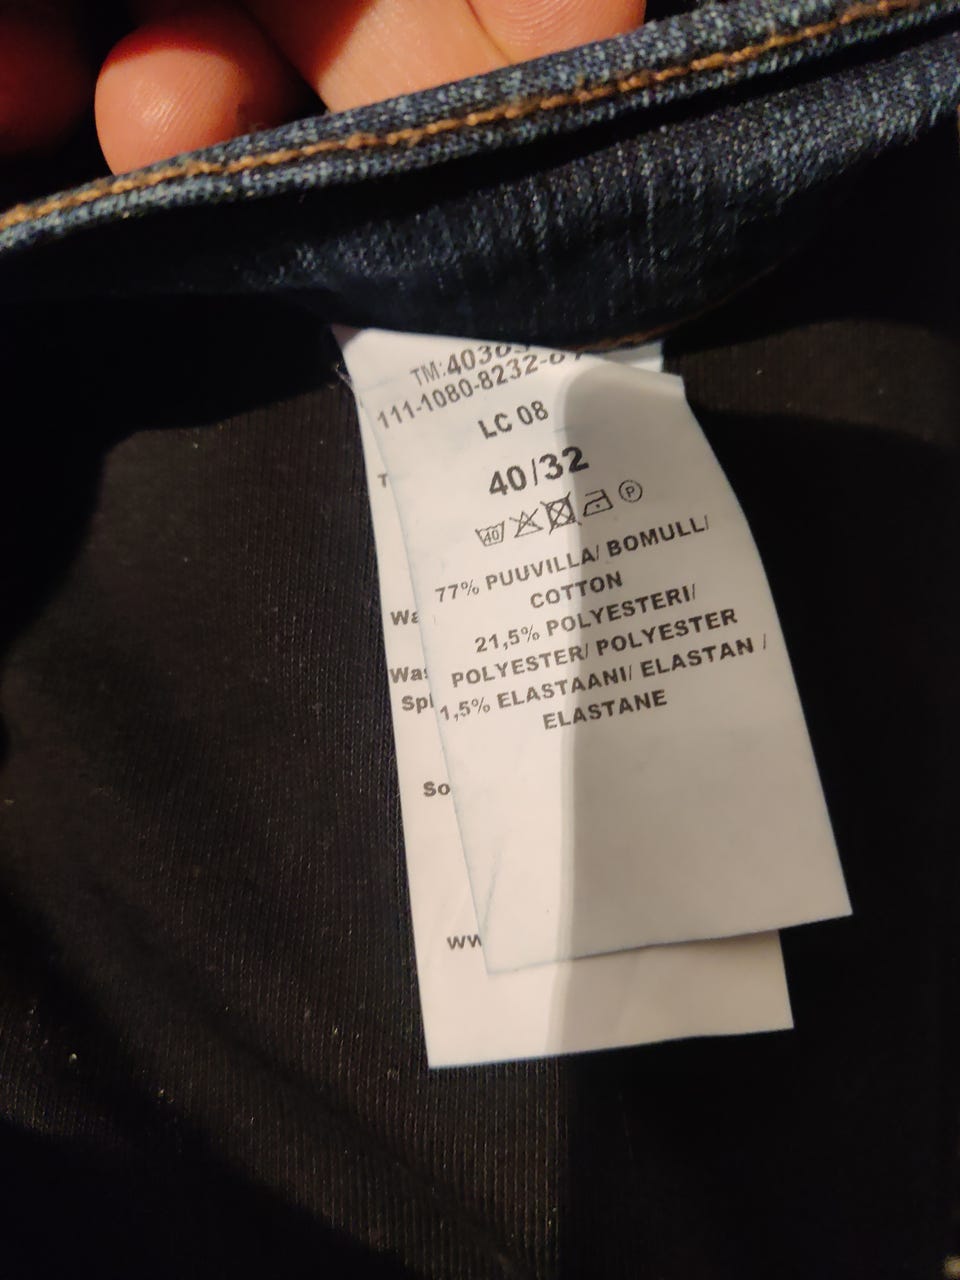 111-1080-8232-
LC 08
40/32
40 P
77% PUUVILLA/ BOMULL/
COTTON
21,5% POLYESTERI/
POLYESTER/ POLYESTER
1,5% ELASTAANI/ ELASTAN /
ELASTANE